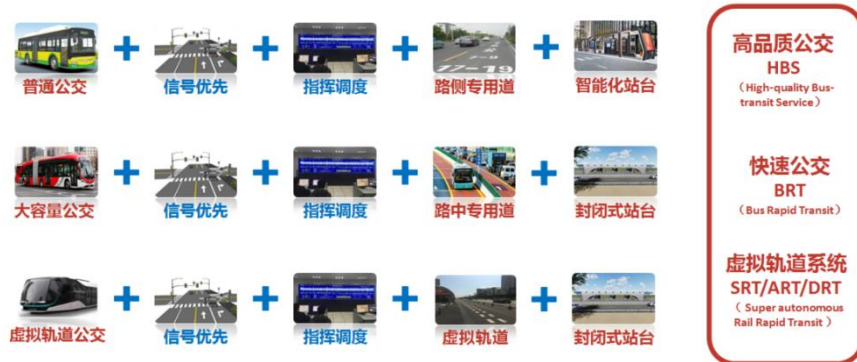 普通公交
信号优先
指挥调度
路侧专用道
智能化站台
高品质公交
HBS
(High-quality Bus-
transit Service)
大容量公交
信号优先
指挥调度
路中专用道
封闭式站台
快速公交
BRT
(Bus Rapid Transit)
虚拟轨道公交
信号优先
指挥调度
虚拟轨道
封闭式站台
虚拟轨道系统
SRT/ART/DRT
( Super autonomous
Rail Rapid Transit )